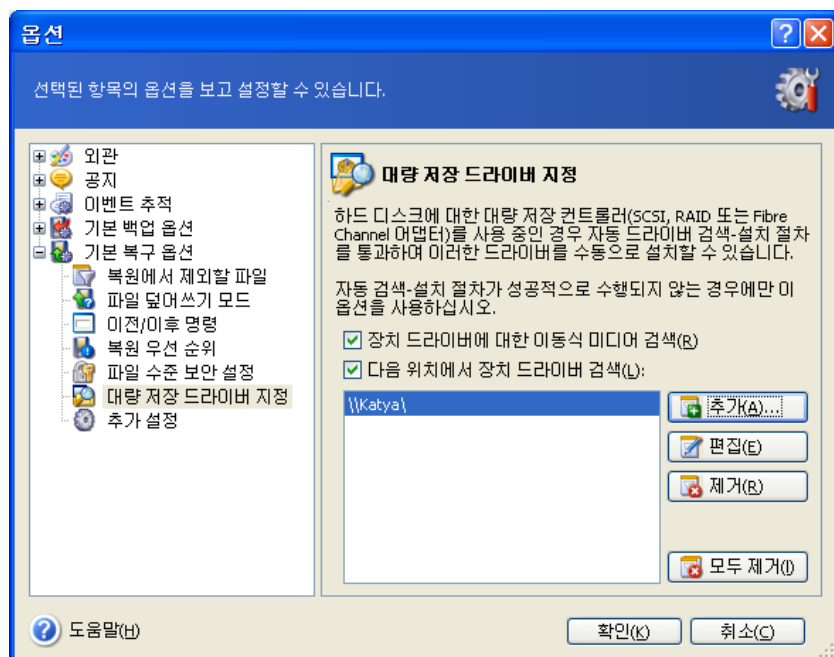 옵션
선택된 항목의 옵션을 보고 설정할 수 있습니다.
외관
공지
이벤트 추적
기본 백업 옵션
기본 복구 옵션
복원에서 제외할 파일
파일 덮어쓰기 모드
이전/이후 명령
복원 우선 순위
파일 수준 보안 설정
대량 저장 드라이버 지정
추가 설정
대량 저장 드라이버 지정
하드 디스크에 대한 대량 저장 컨트롤러(SCSI, RAID 또는 Fibre
Channel 어댑터)를 사용 중인 경우 자동 드라이버 검색-설치 절차
를 통과하며 이러한 드라이버를 수동으로 설치할 수 있습니다.
자동 검색-설치 절차가 성공적으로 수행되지 않는 경우에만 이
옵션을 사용하십시오.
장치 드라이버에 대한 이동식 미디어 검색(R)
다음 위치에서 장치 드라이버 검색(L):
\\Katya\
추가(A)...
편집(E)
제거(R)
모두 제거(I)
도움말(H)
확인(K)
취소(C)